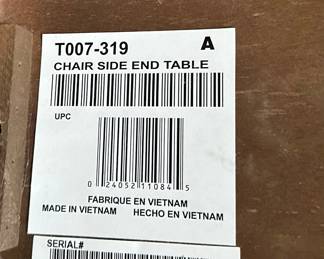 T007-319 A
CHAIR SIDE END TABLE
UPC
0 24052 11084 5
FABRIQUE EN VIETNAM
MADE IN VIETNAM HECHO EN VIETNAM
SERIAL#